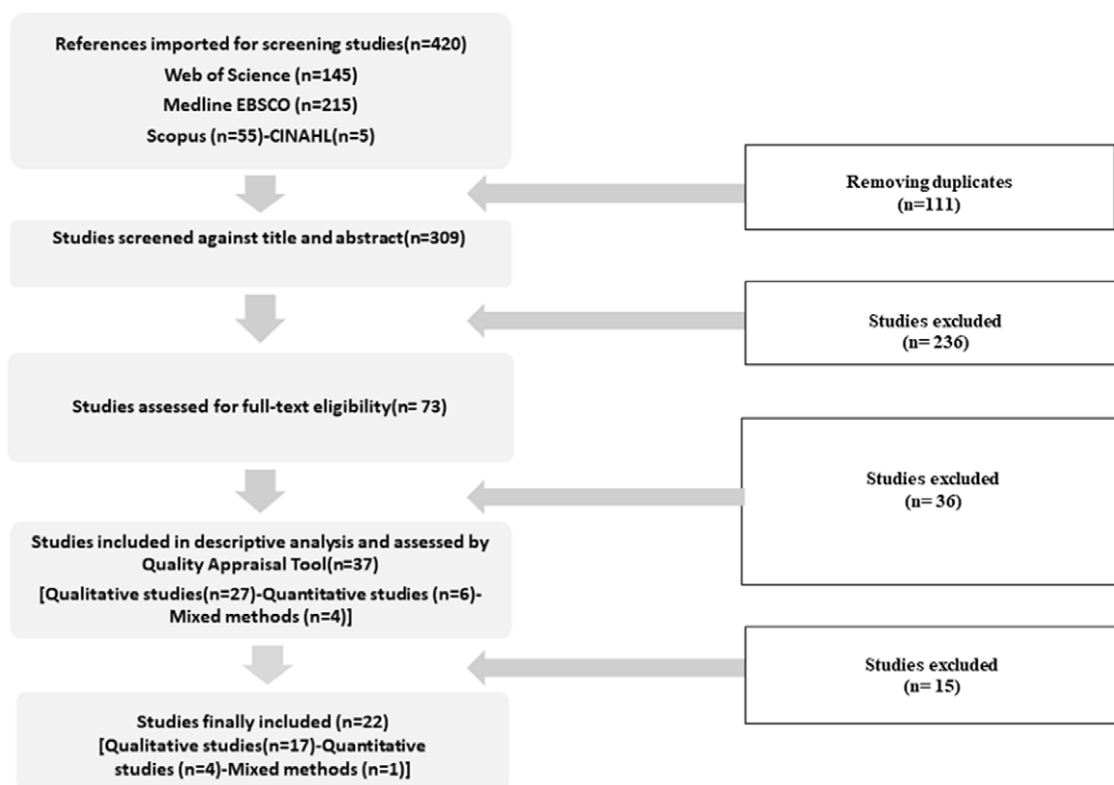 References imported for screening studies(n=420)
Web of Science (n=145)
Medline EBSCO (n=215)
Scopus (n=55)-CINAHL(n=5)
Removing duplicates
(n=111)
Studies screened against title and abstract(n=309)
Studies excluded
(n= 236)
Studies assessed for full-text eligibility(n= 73)
Studies excluded
(n= 36)
Studies included in descriptive analysis and assessed by
Quality Appraisal Tool(n=37)
[Qualitative studies(n=27)-Quantitative studies (n=6)-
Mixed methods (n=4)]
Studies excluded
(n= 15)
Studies finally included (n=22)
[Qualitative studies(n=17)-Quantitative
studies (n=4)-Mixed methods (n=1)]